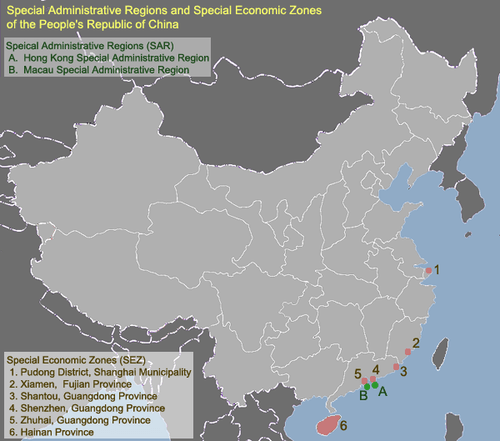 Special Administrative Regions and Special Economic Zones
of the People's Republic of China
Speical Administrative Regions (SAR)
A. Hong Kong Special Administrative Region
B. Macau Special Administrative Region
1
2
3
4
5
A
B
6
Special Economic Zones (SEZ)
1. Pudong District, Shanghai Municipality
2. Xiamen, Fujian Province
3. Shantou, Guangdong Province
4. Shenzhen, Guangdong Province
5. Zhuhai, Guangdong Province
6. Hainan Province